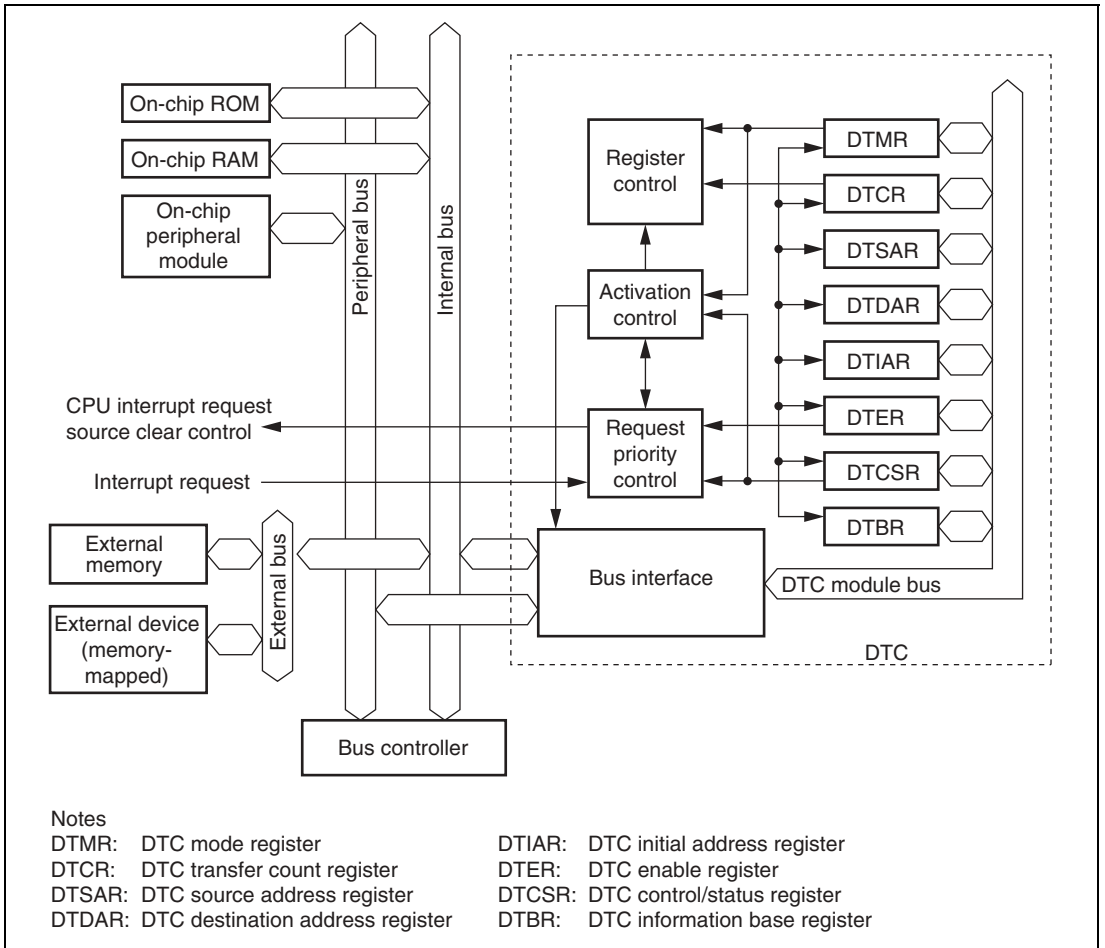 On-chip ROM
On-chip RAM
On-chip
peripheral
module
Peripheral bus
Internal bus
Register
control
Activation
control
Request
priority
control
DTMR
DTCR
DTSAR
DTDAR
DTIAR
DTER
DTCSR
DTBR
CPU interrupt request
source clear control
Interrupt request
External
memory
External device
(memory-
mapped)
External bus
Bus interface
DTC module bus
DTC
Bus controller
Notes
DTMR: DTC mode register
DTCR: DTC transfer count register
DTSAR: DTC source address register
DTDAR: DTC destination address register
DTIAR: DTC initial address register
DTER: DTC enable register
DTCSR: DTC control/status register
DTBR: DTC information base register